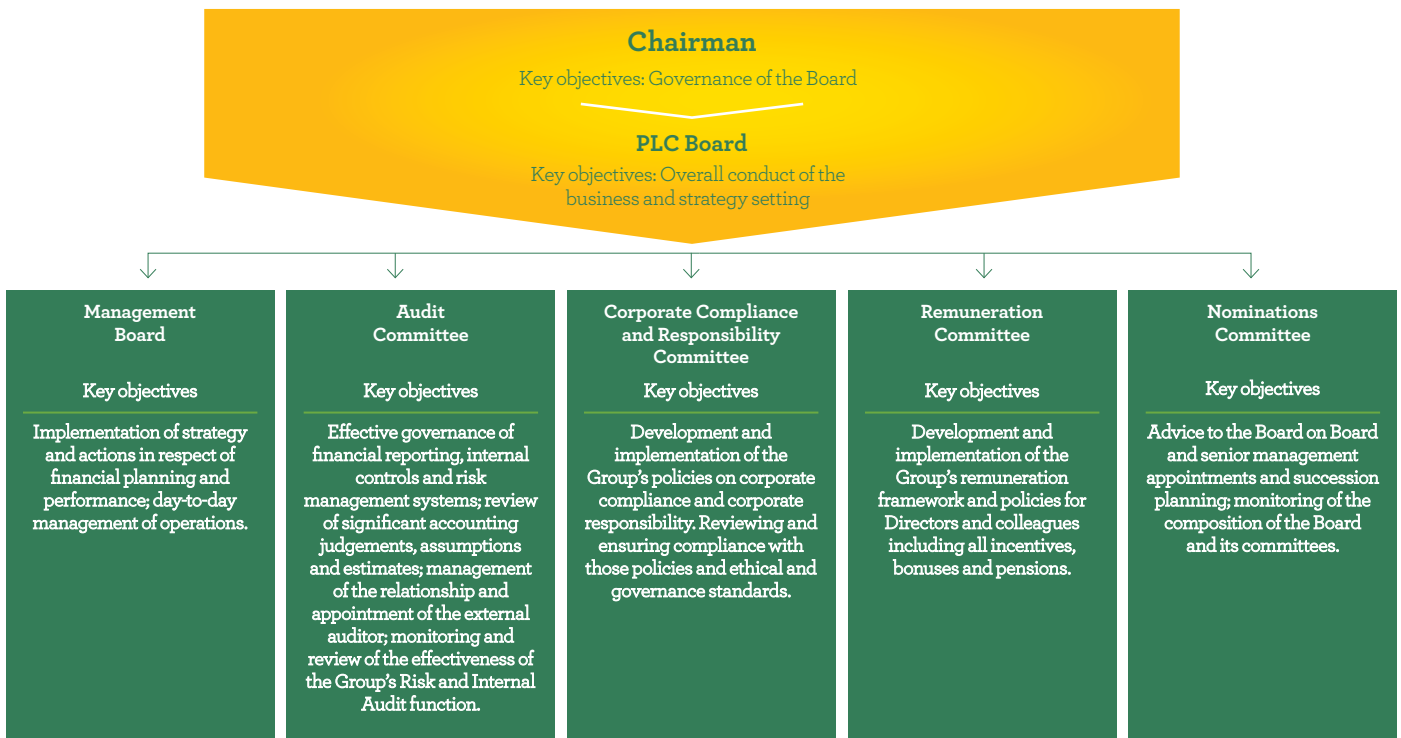 Chairman
Key objectives: Governance of the Board
PLC Board
Key objectives: Overall conduct of the
business and strategy setting
Management
Board
Key objectives
Implementation of strategy
and actions in respect of
financial planning and
performance; day-to-day
management of operations.
Audit
Committee
Key objectives
Effective governance of
financial reporting, internal
controls and risk
management systems; review
of significant accounting
judgements, assumptions
and estimates; management
of the relationship and
appointment of the external
auditor; monitoring and
review of the effectiveness of
the Group's Risk and Internal
Audit function.
Corporate Compliance
and Responsibility
Committee
Key objectives
Development and
implementation of the
Group's policies on corporate
compliance and corporate
responsibility. Reviewing and
ensuring compliance with
those policies and ethical and
governance standards.
Remuneration
Committee
Key objectives
Development and
implementation of the
Group's remuneration
framework and policies for
Directors and colleagues
including all incentives,
bonuses and pensions.
Nominations
Committee
Key objectives
Advice to the Board on Board
and senior management
appointments and succession
planning; monitoring of the
composition of the Board
and its committees.